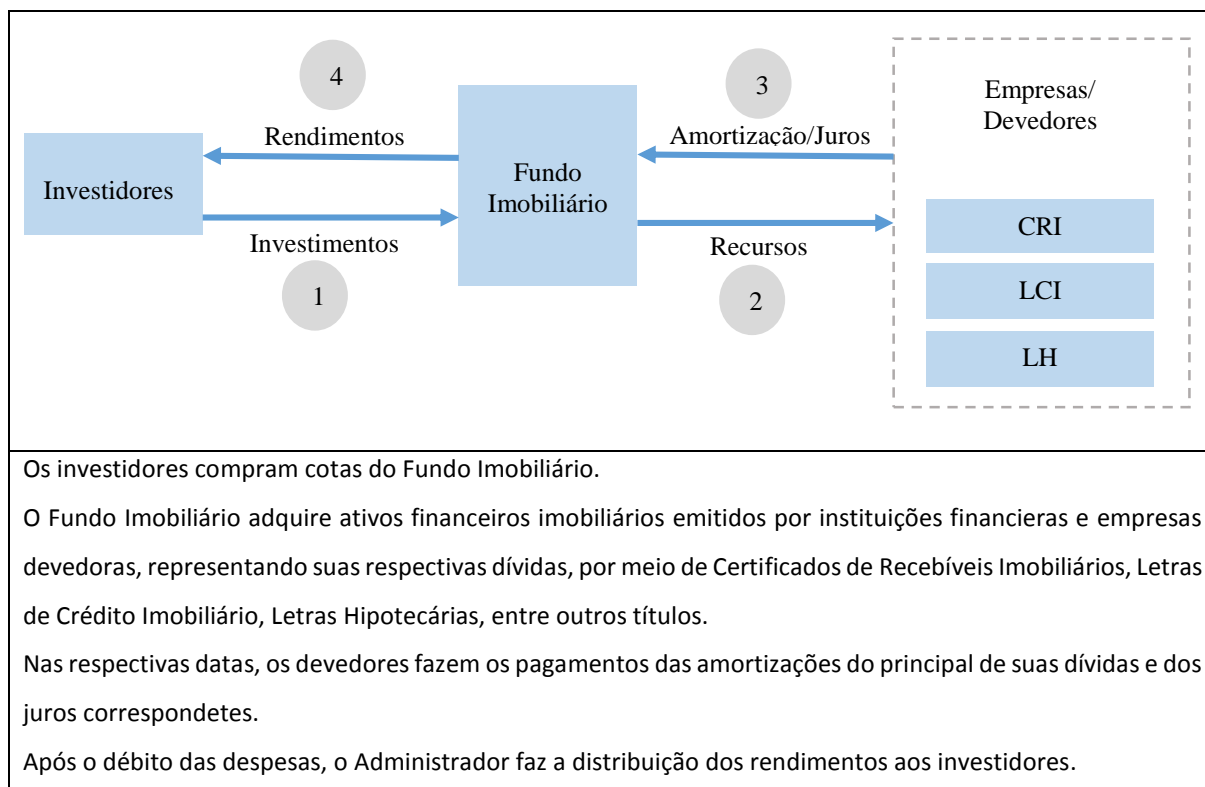 4
3
Empresas/
Devedores
Rendimentos
Amortização/Juros
Investidores
Fundo
Imobiliário
Investimentos
Recursos
CRI
1
2
LCI
LH
Os investidores compram cotas do Fundo Imobiliário.
O Fundo Imobiliário adquire ativos financeiros imobiliários emitidos por instituições financieras e empresas
devedoras, representando suas respectivas dívidas, por meio de Certificados de Recebíveis Imobiliários, Letras
de Crédito Imobiliário, Letras Hipotecárias, entre outros títulos.
Nas respectivas datas, os devedores fazem os pagamentos das amortizações do principal de suas dívidas e dos
juros correspondetes.
Após o débito das despesas, o Administrador faz a distribuição dos rendimentos aos investidores.